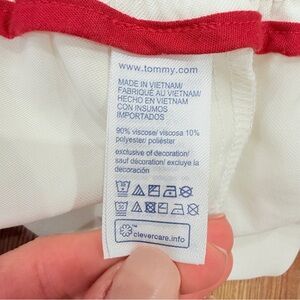 www.tommy.com
MADE IN VIETNAM/
FABRIQUÉ AU VIETNAM/
HECHO EN VIETNAM
CON INSUMOS
IMPORTADOS
90% viscose/ viscosa 10%
polyester/ poliéster
exclusive of decoration/
sauf décoration/ excluye la
decoración
clevercare.info